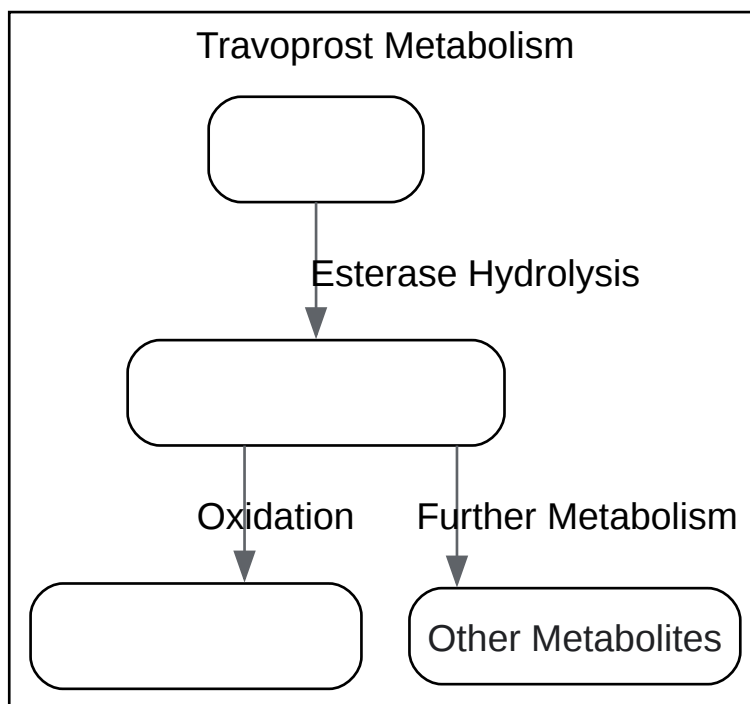 Travoprost Metabolism
Esterase Hydrolysis
Oxidation
Further Metabolism
Other Metabolites